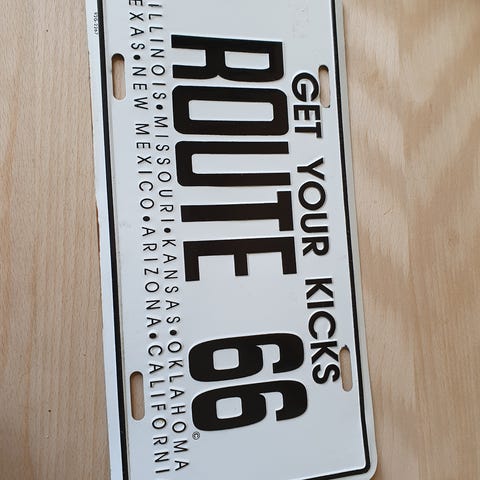 GET YOUR KICKS
ROUTE 66 ©
ILLINOIS•MISSOURI•KANSAS•OKLAHOMA
EXAS•NEW MEXICO•ARIZONA•CALIFORNI